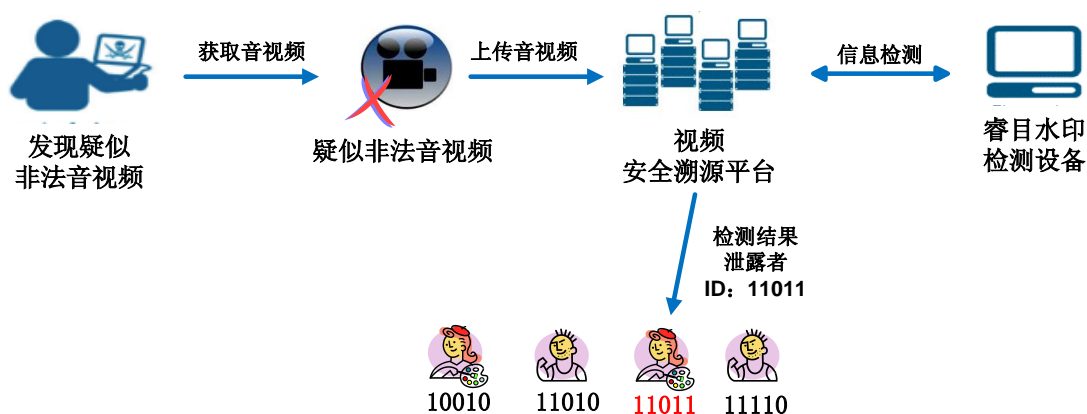 获取音视频
上传音视频
信息检测
发现疑似
非法音视频
疑似非法音视频
视频
安全溯源平台
睿目水印
检测设备
检测结果
泄露者
ID：11011
10010
11010
11011
11110